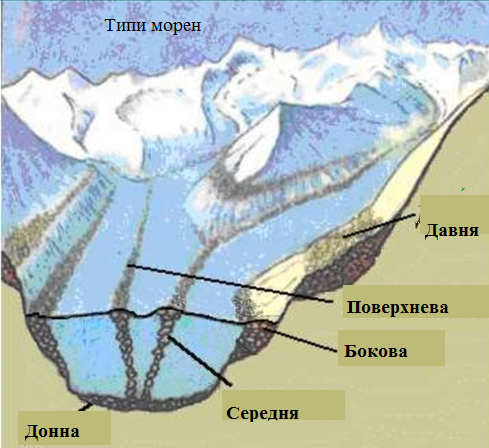 Типи морен
Давня
Поверхнева
Бокова
Середня
Донна